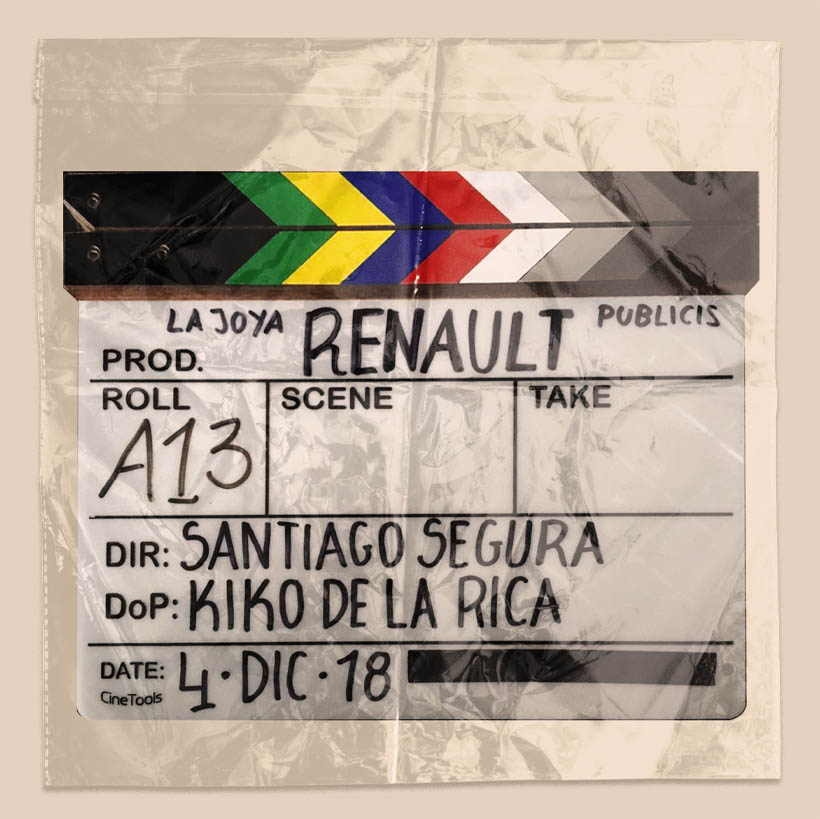 LA JOYA RENAULT PUBLICIS
PROD.
ROLL SCENE TAKE
A13
DIR: SANTIAGO SEGURA
DoP: KIKO DE LA RICA
DATE: 4·DIC·18
CineTools